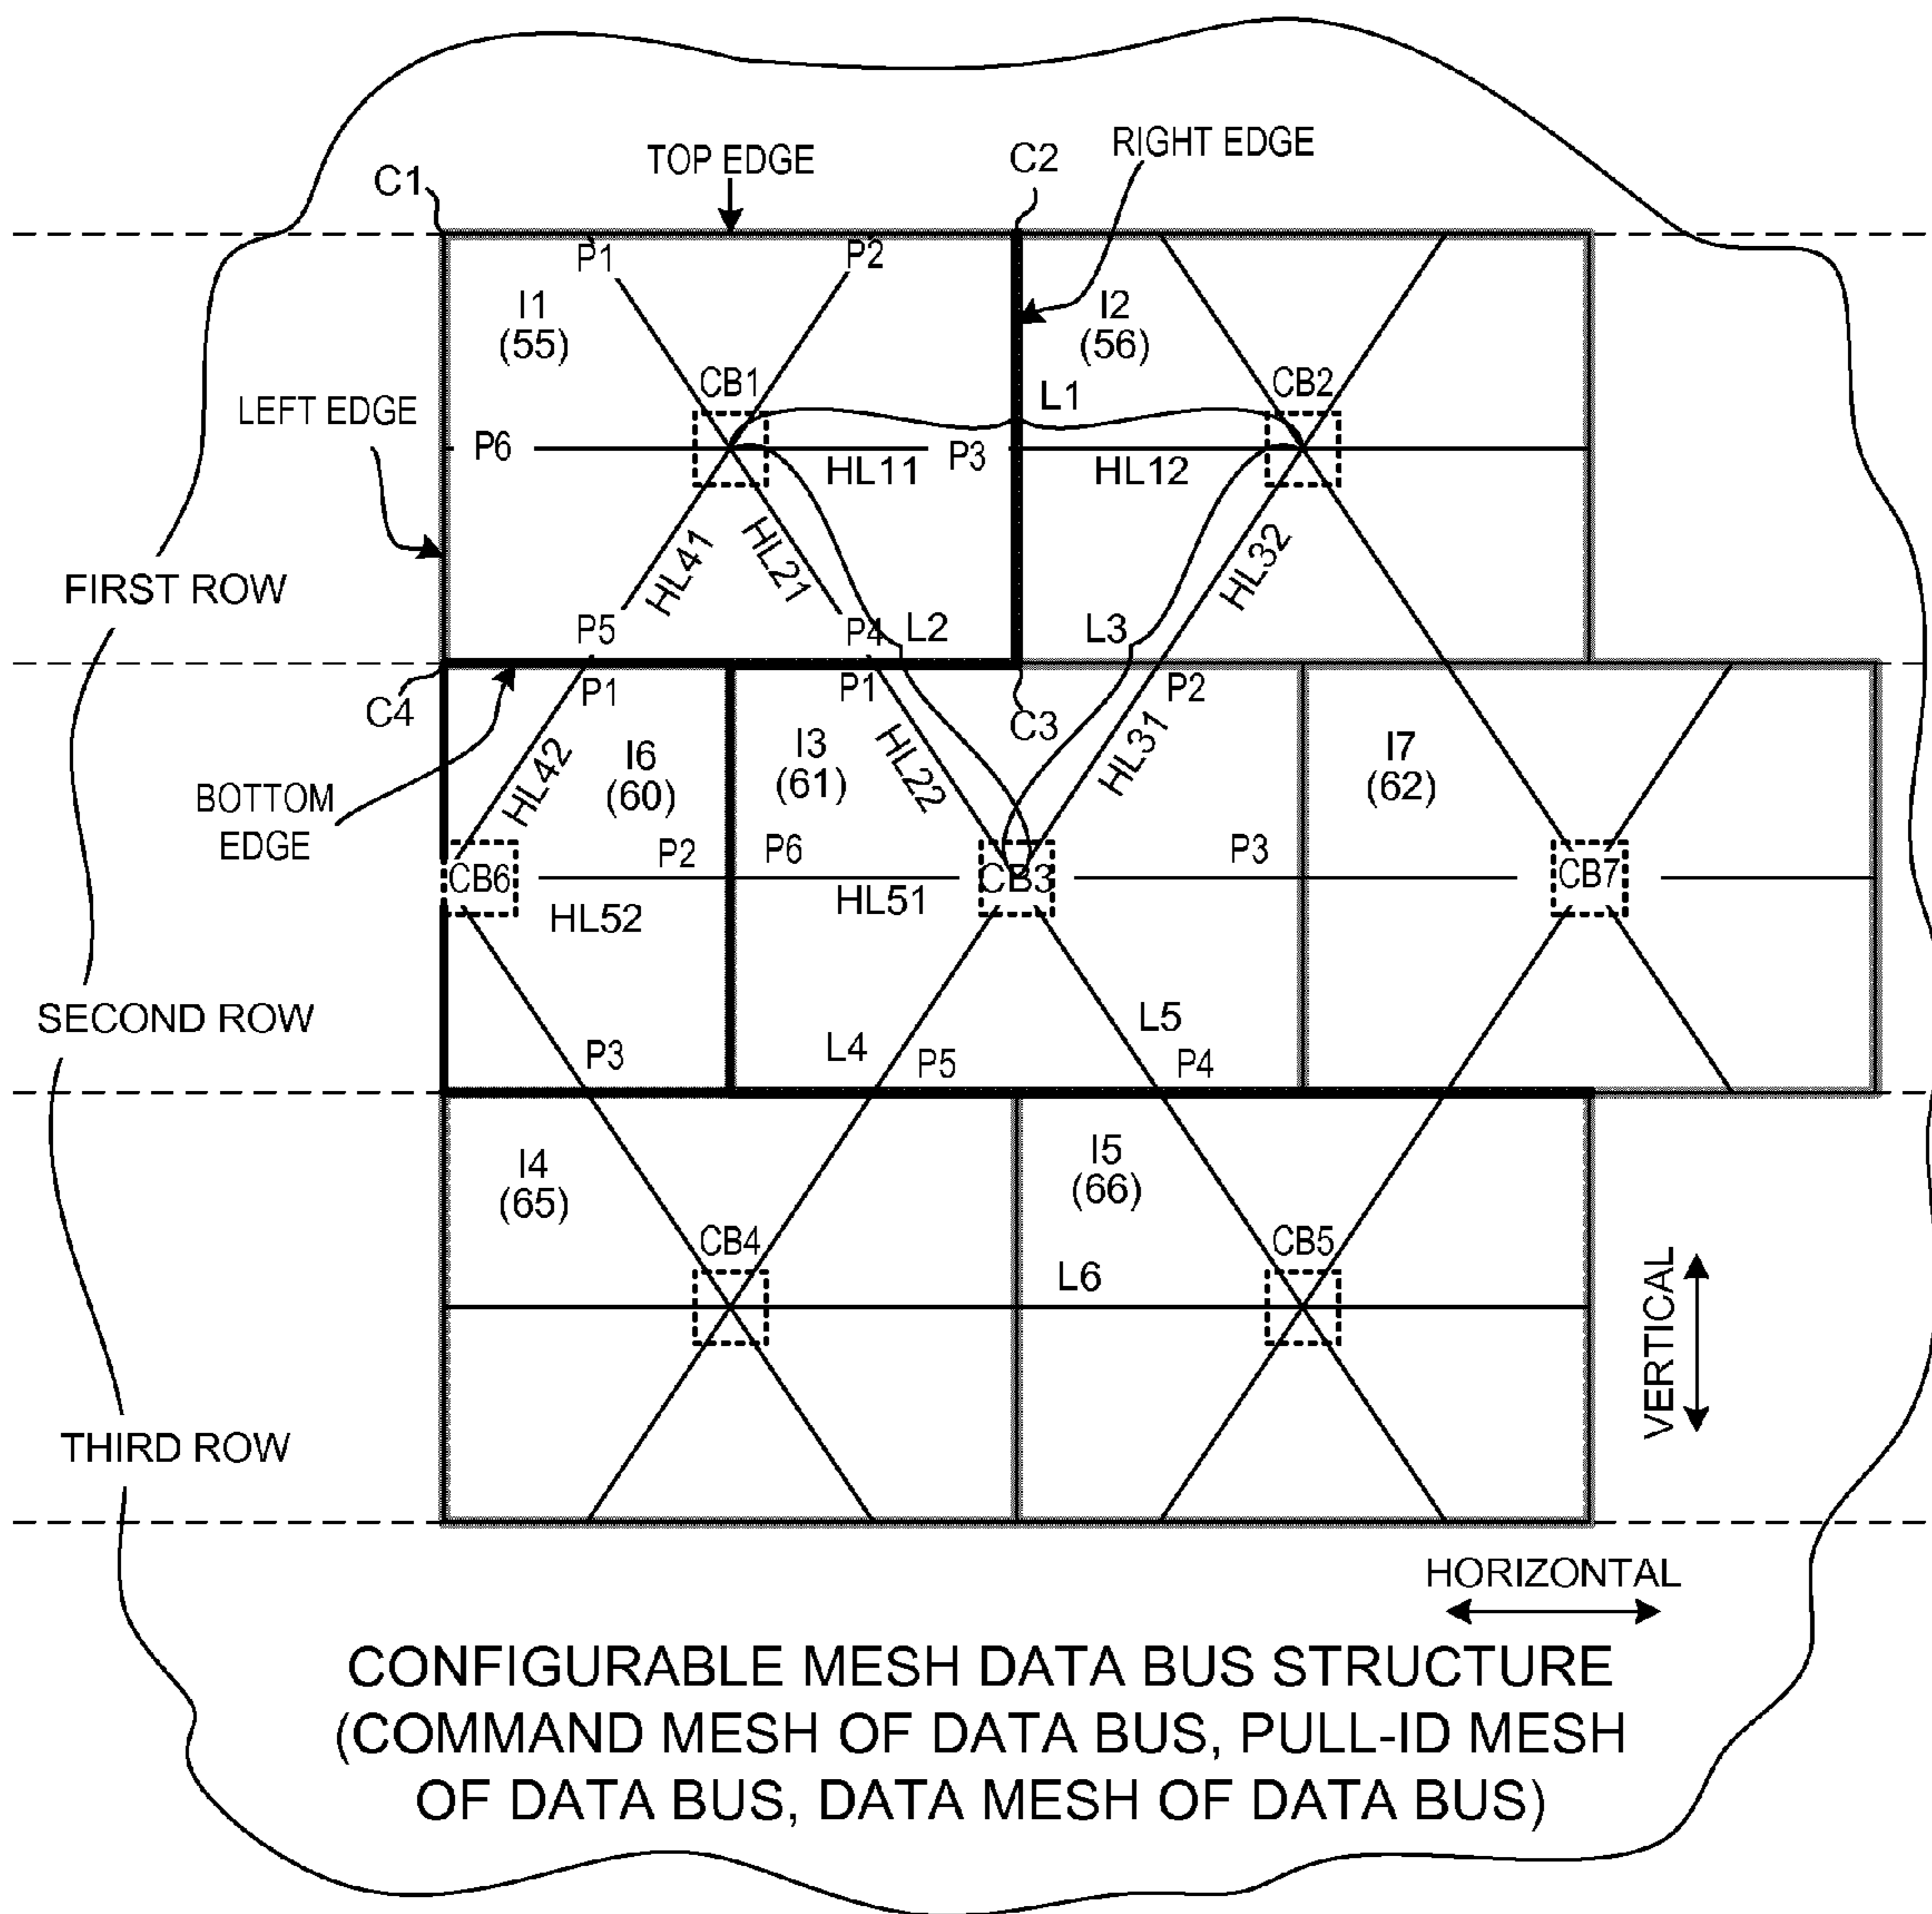 TOP EDGE
RIGHT EDGE
C1
C2
P1
P2
I1
(55)
I2
(56)
CB1
CB2
L1
LEFT EDGE
P6
HL11
P3
HL12
HL41
HL21
HL32
FIRST ROW
P5
P4
L2
L3
C4
P1
P1
C3
P2
HL42
I6
(60)
I3
(61)
HL22
HL31
I7
(62)
BOTTOM
EDGE
P2
P6
P3
CB6
CB3
CB7
HL52
HL51
SECOND ROW
P3
L4
P5
L5
P4
I4
(65)
I5
(66)
CB4
CB5
L6
VERTICAL
THIRD ROW
HORIZONTAL
CONFIGURABLE MESH DATA BUS STRUCTURE
(COMMAND MESH OF DATA BUS, PULL-ID MESH
OF DATA BUS, DATA MESH OF DATA BUS)